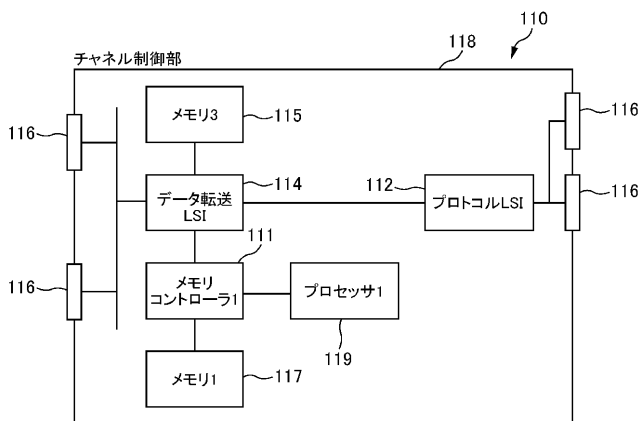 110
チャネル制御部
118
116
メモリ3
115
116
114
112
データ転送
LSI
プロトコルLSI
116
111
116
メモリ
コントローラ1
プロセッサ1
119
メモリ1
117